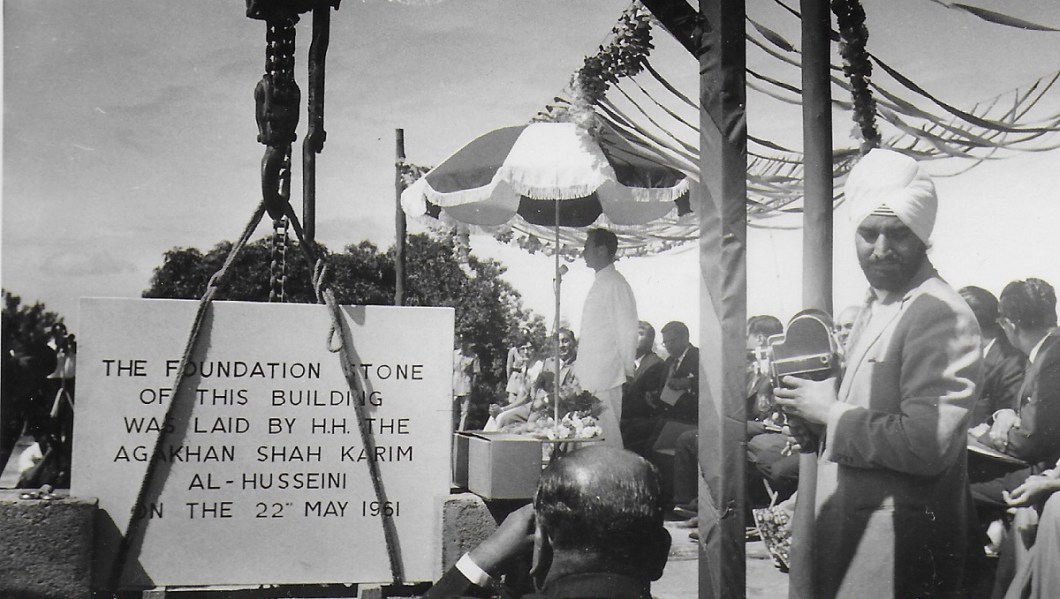 THE FOUNDATION STONE
OF THIS BUILDING
WAS LAID BY H.H. THE
AGAKHAN SHAH KARIM
AL-HUSSEINI
ON THE 22ⁿᵈ MAY 1961